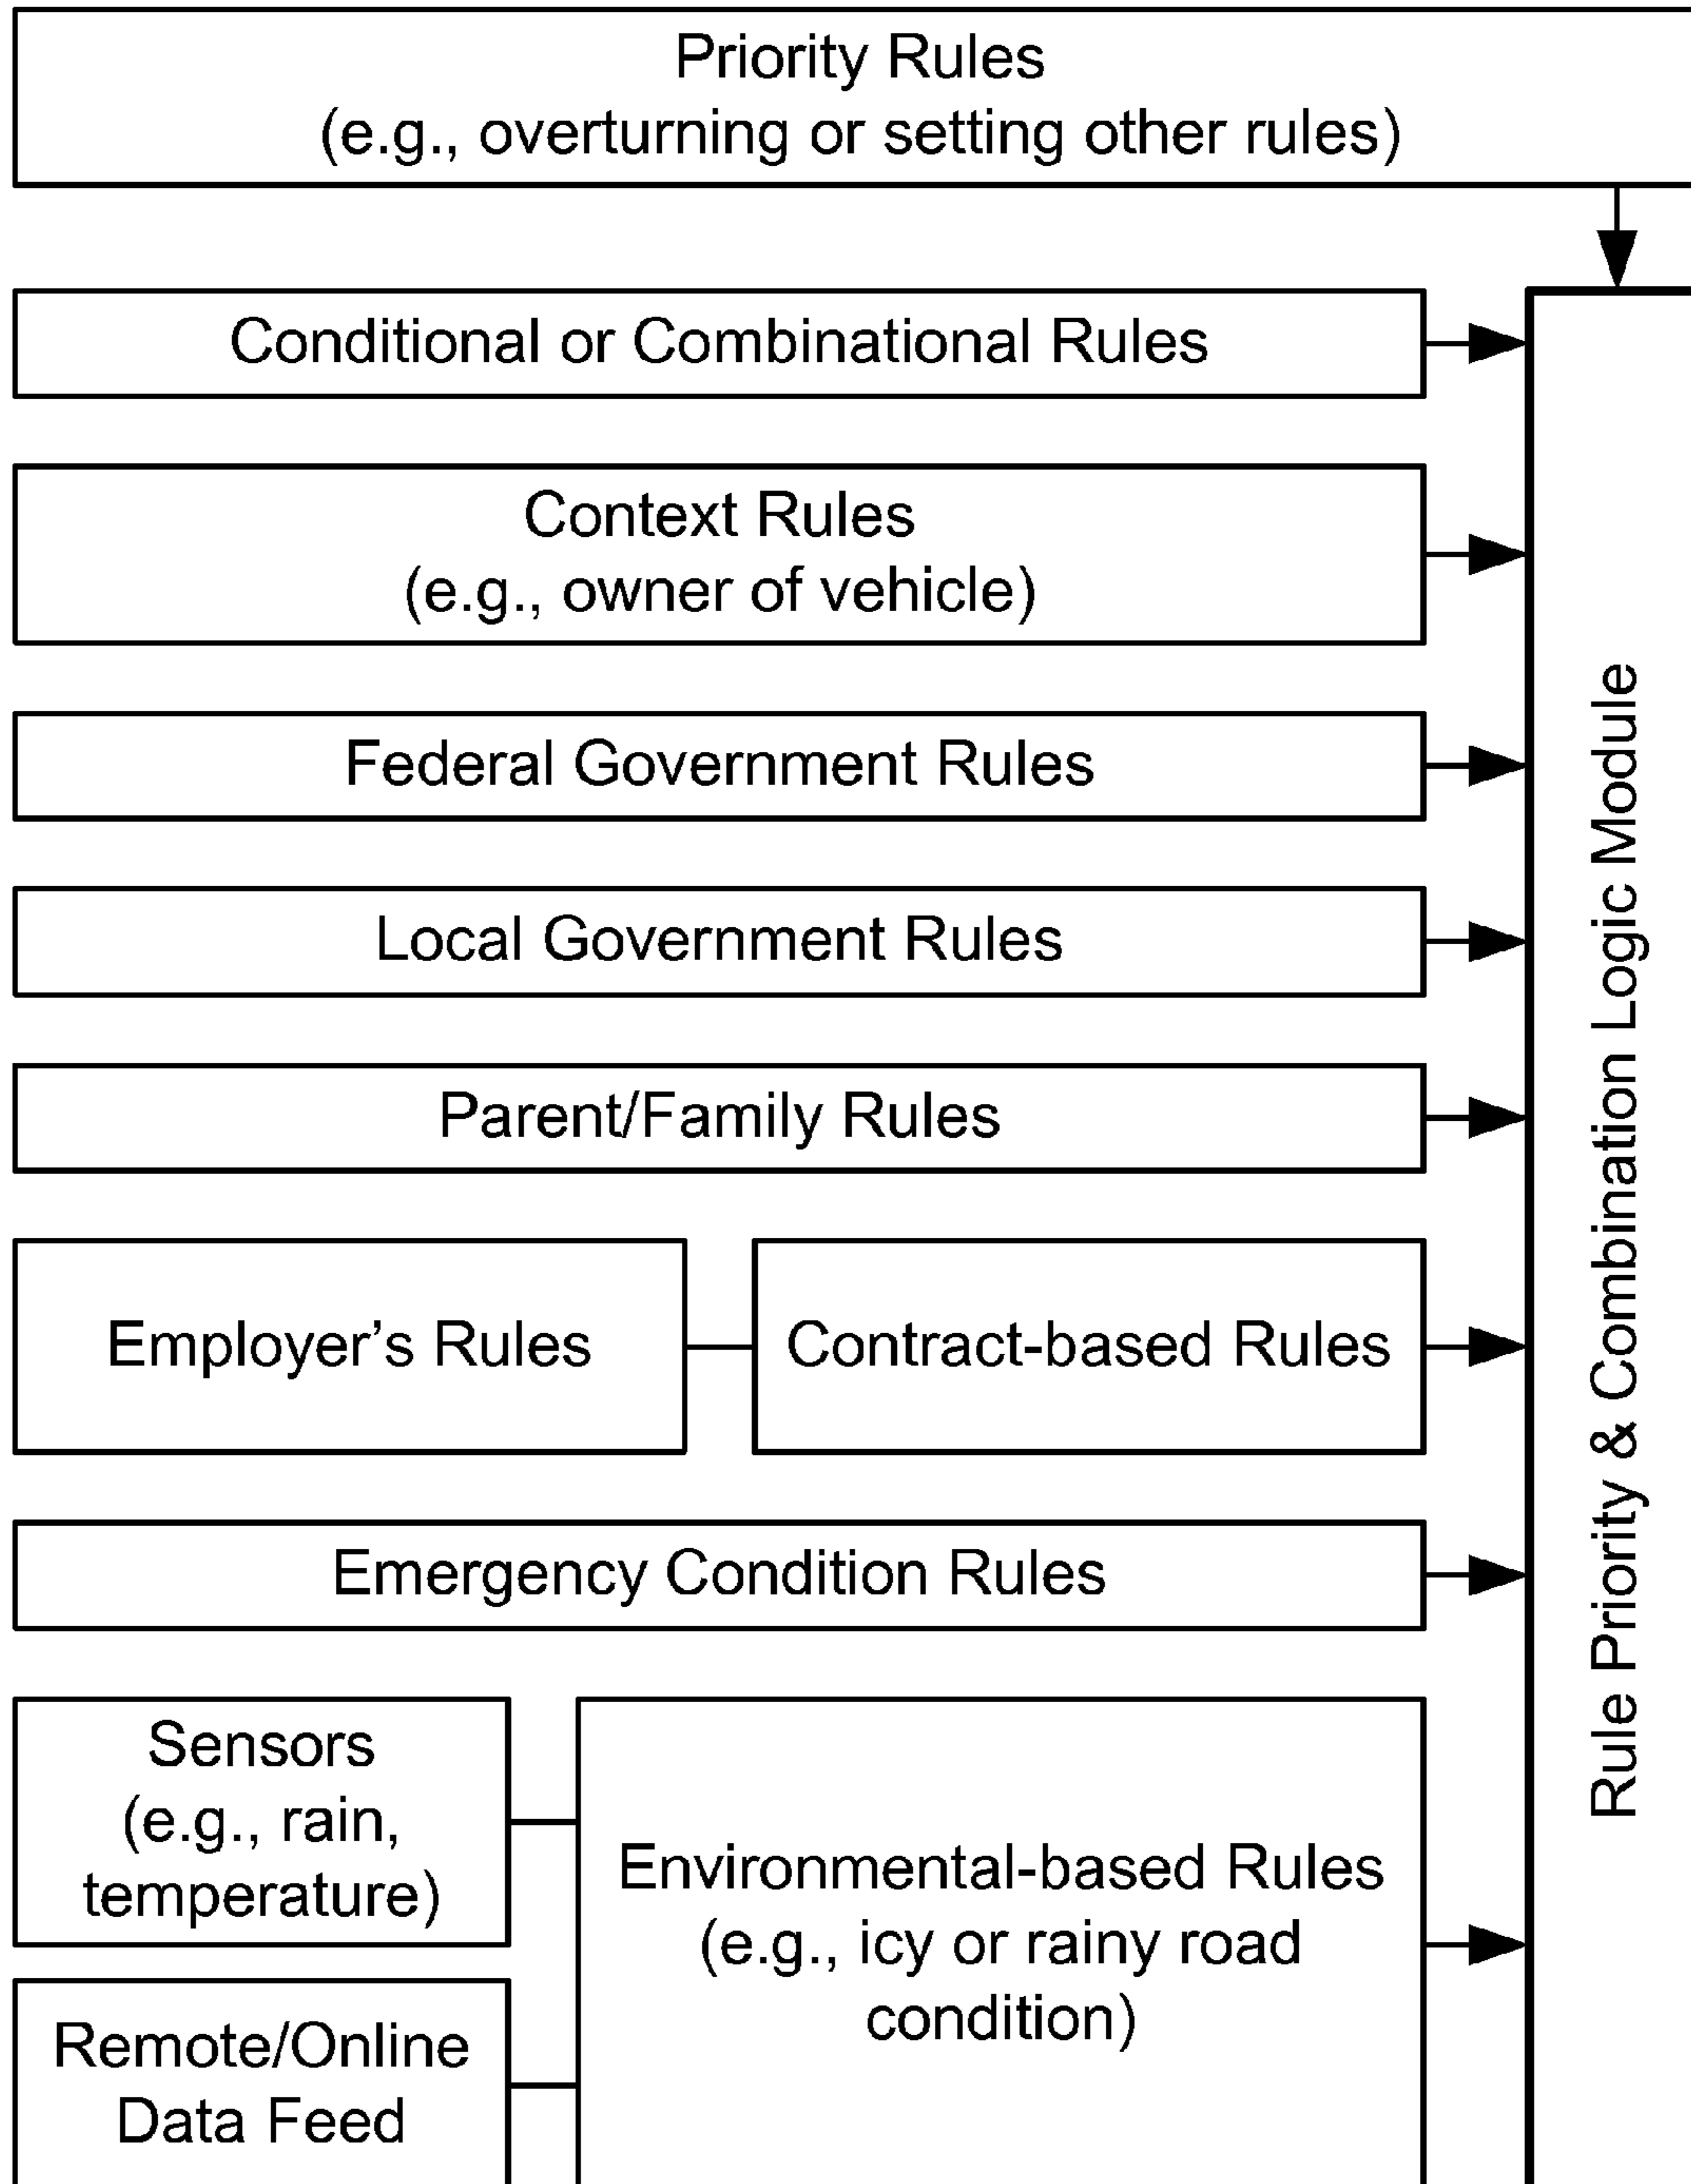 Priority Rules
(e.g., overturning or setting other rules)
Conditional or Combinational Rules
Context Rules
(e.g., owner of vehicle)
Federal Government Rules
Local Government Rules
Parent/Family Rules
Employer’s Rules
Contract-based Rules
Emergency Condition Rules
Sensors
(e.g., rain,
temperature)
Remote/Online
Data Feed
Environmental-based Rules
(e.g., icy or rainy road
condition)
Rule Priority & Combination Logic Module